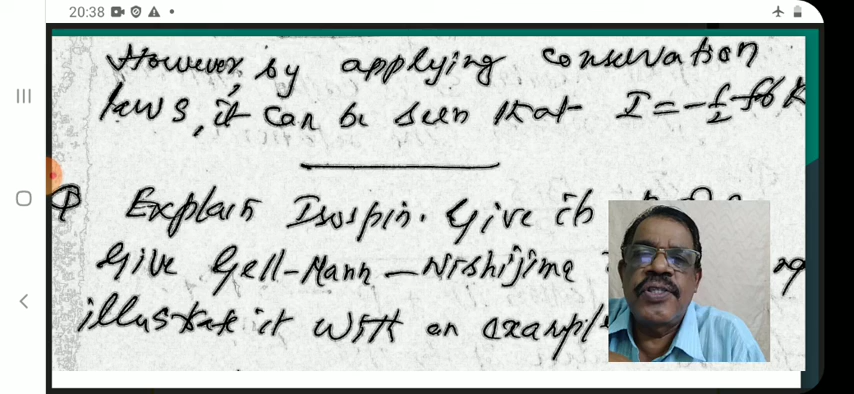 20:38
However, by applying conservation
laws, it can be seen that I = -1/2 for K
Q Explain Isospin. Give its
Give Gell-Mann-Nishijima
illustrate it with an example